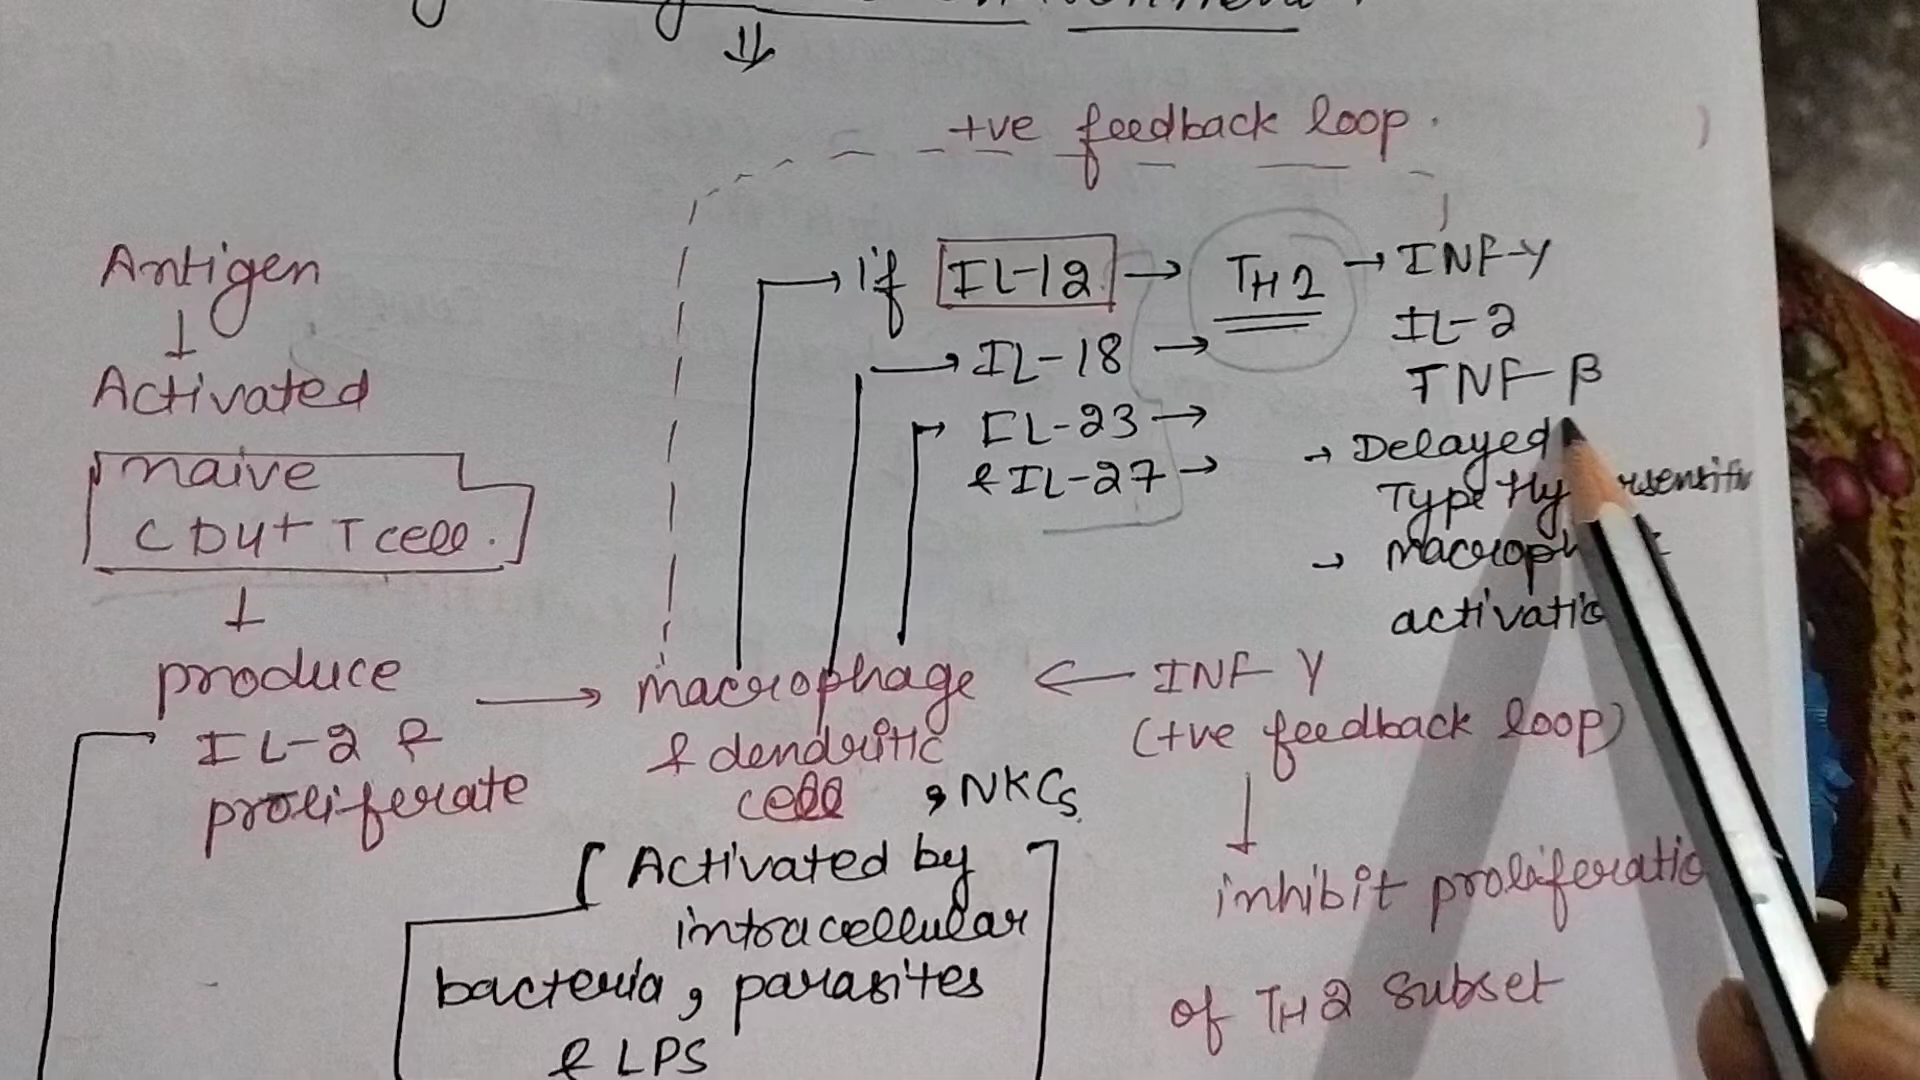 +ve feedback loop.
Antigen
Activated
naive
CD4+ T cell.
produce
IL-2 &
proliferate
→ if IL-12 → TH1 → INF-γ
→ IL-18 → IL-2
→ IL-23 → TNF-β
& IL-27 →
→ Delayed
Type
→
activatio
→ macrophage ← INF γ
& dendritic (+ve feedback loop)
cell , NKCs
[Activated by
intracellular
bacteria, parasites
& LPS
inhibit proliferatio
of TH2 subset